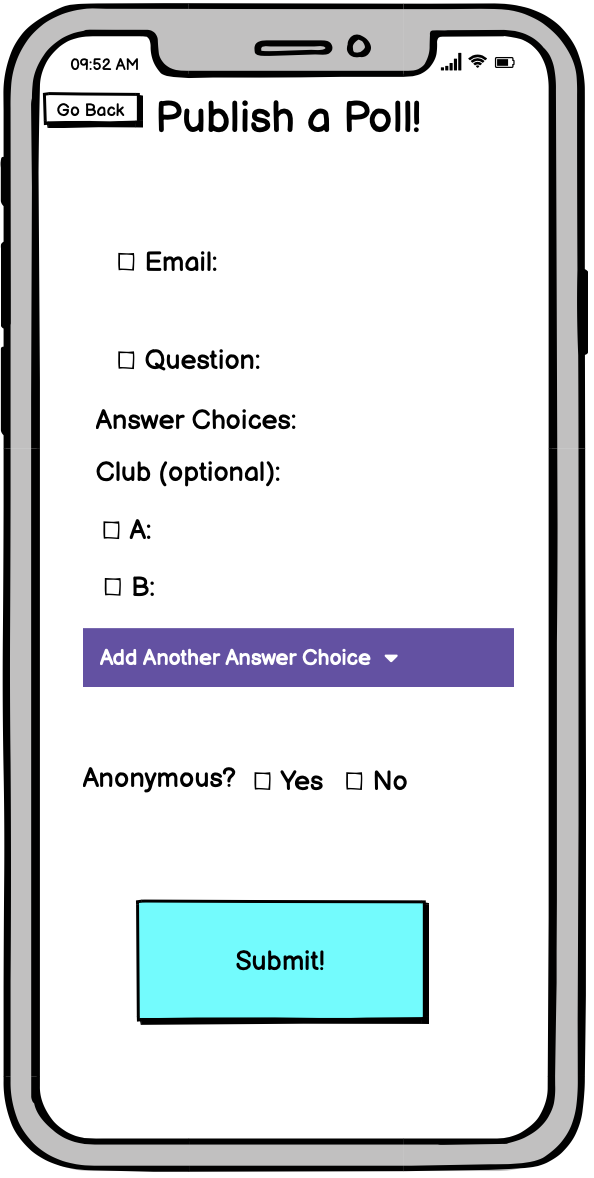 09:52 AM
Go Back
Publish a Poll!
Email:
Question:
Answer Choices:
Club (optional):
A:
B:
Add Another Answer Choice
Anonymous? Yes No
Submit!